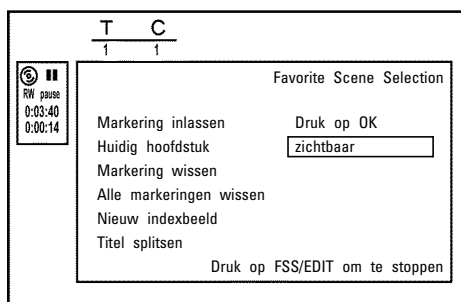 T C
1 1
RW pause
0:03:40
0:00:14
Favorite Scene Selection
Markering inlassen Druk op OK
Huidig hoofdstuk zichtbaar
Markering wissen
Alle markeringen wissen
Nieuw indexbeeld
Titel splitsen
Druk op FSS/EDIT om te stoppen